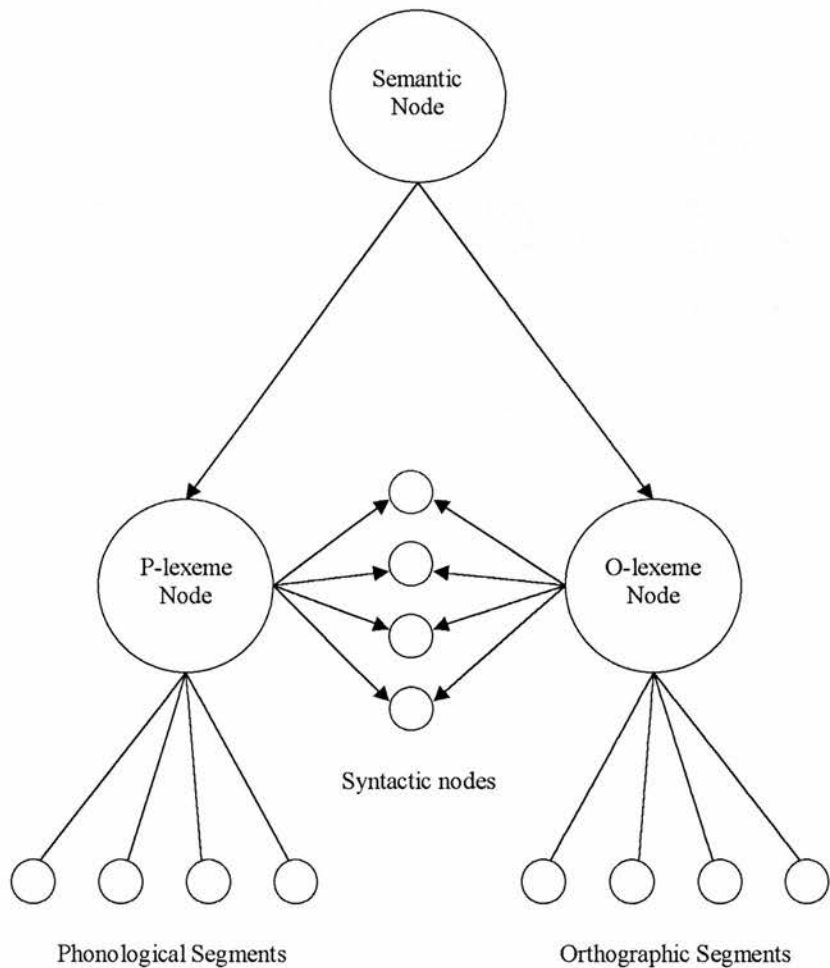 Semantic
Node
P-lexeme
Node
O-lexeme
Node
Syntactic nodes
Phonological Segments
Orthographic Segments